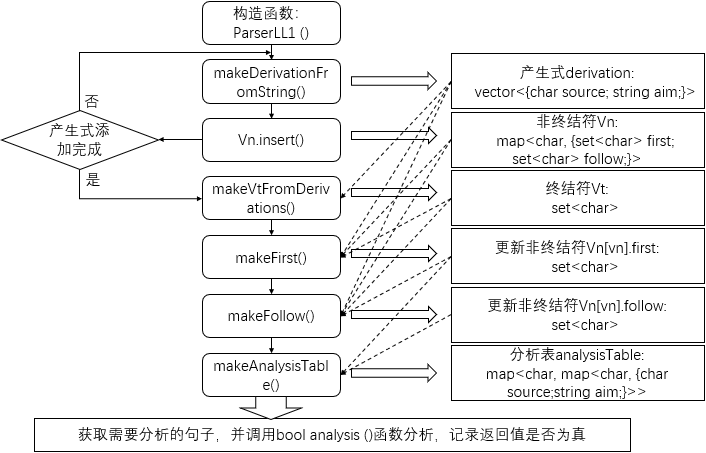 构造函数：
ParserLL1 ()
makeDerivationFr
omString()
产生式derivation:
vector<{char source; string aim;}>
否
产生式添
加完成
Vn.insert()
非终结符Vn:
map<char, {set<char> first;
set<char> follow;}>
是
makeVtFromDeriv
ations()
终结符Vt:
set<char>
makeFirst()
更新非终结符Vn[vn].first:
set<char>
makeFollow()
更新非终结符Vn[vn].follow:
set<char>
makeAnalysisTabl
e()
分析表analysisTable:
map<char, map<char, {char
source;string aim;}>>
获取需要分析的句子，并调用bool analysis ()函数分析，记录返回值是否为真